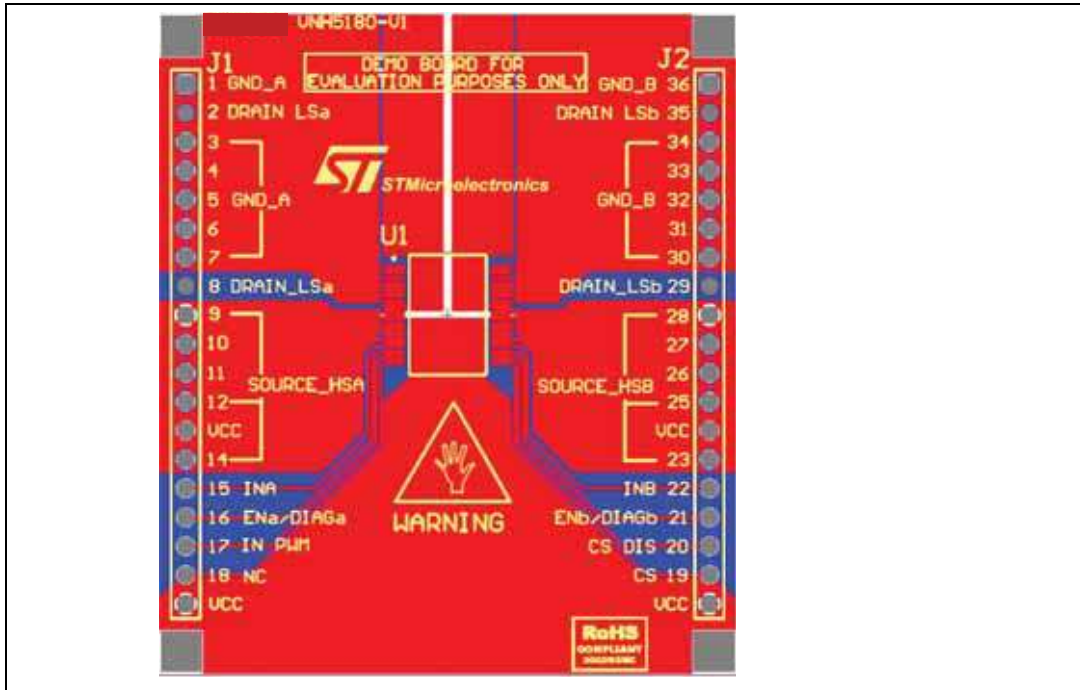 VNH5180-V1
DEMO BOARD FOR
EVALUATION PURPOSES ONLY
J1
1 GND_A
2 DRAIN LSa
3
4
5 GND_A
6
7
8 DRAIN_LSa
9
10
11
SOURCE_HSA
12
VCC
14
15 INA
16 ENa/DIAGa
17 IN PWM
18 NC
VCC
ST
STMicroelectronics
U1
WARNING
J2
GND_B 36
DRAIN LSb 35
34
33
GND_B 32
31
30
DRAIN_LSb 29
28
27
26
SOURCE_HSB
25
VCC
23
INB 22
ENb/DIAGb 21
CS DIS 20
CS 19
VCC
RoHS
COMPLIANT